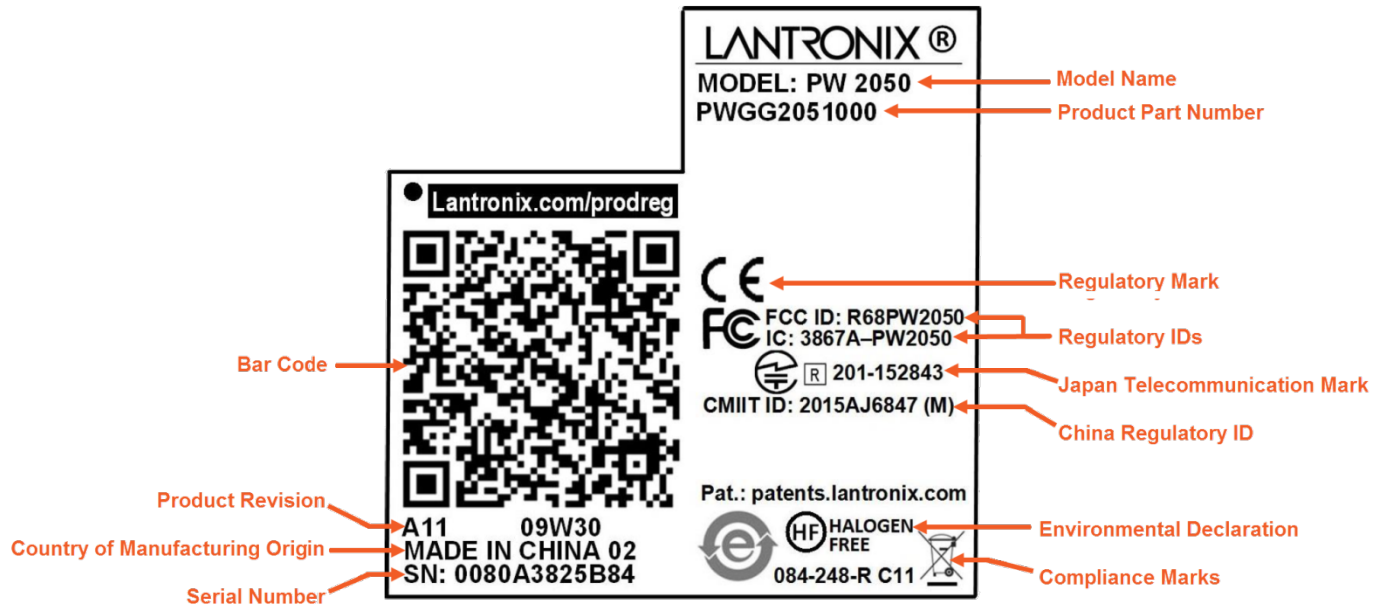 LANTRONIX ®
MODEL: PW 2050
Model Name
PWGG2051000
Product Part Number
Lantronix.com/prodreg
Bar Code
CE
Regulatory Mark
FC FCC ID: R68PW2050
IC: 3867A–PW2050
Regulatory IDs
R 201-152843
Japan Telecommunication Mark
CMIIT ID: 2015AJ6847 (M)
China Regulatory ID
Product Revision
A11 09W30
Country of Manufacturing Origin
MADE IN CHINA 02
Serial Number
SN: 0080A3825B84
Pat.: patents.lantronix.com
e
HF HALOGEN
FREE
Environmental Declaration
084-248-R C11
Compliance Marks